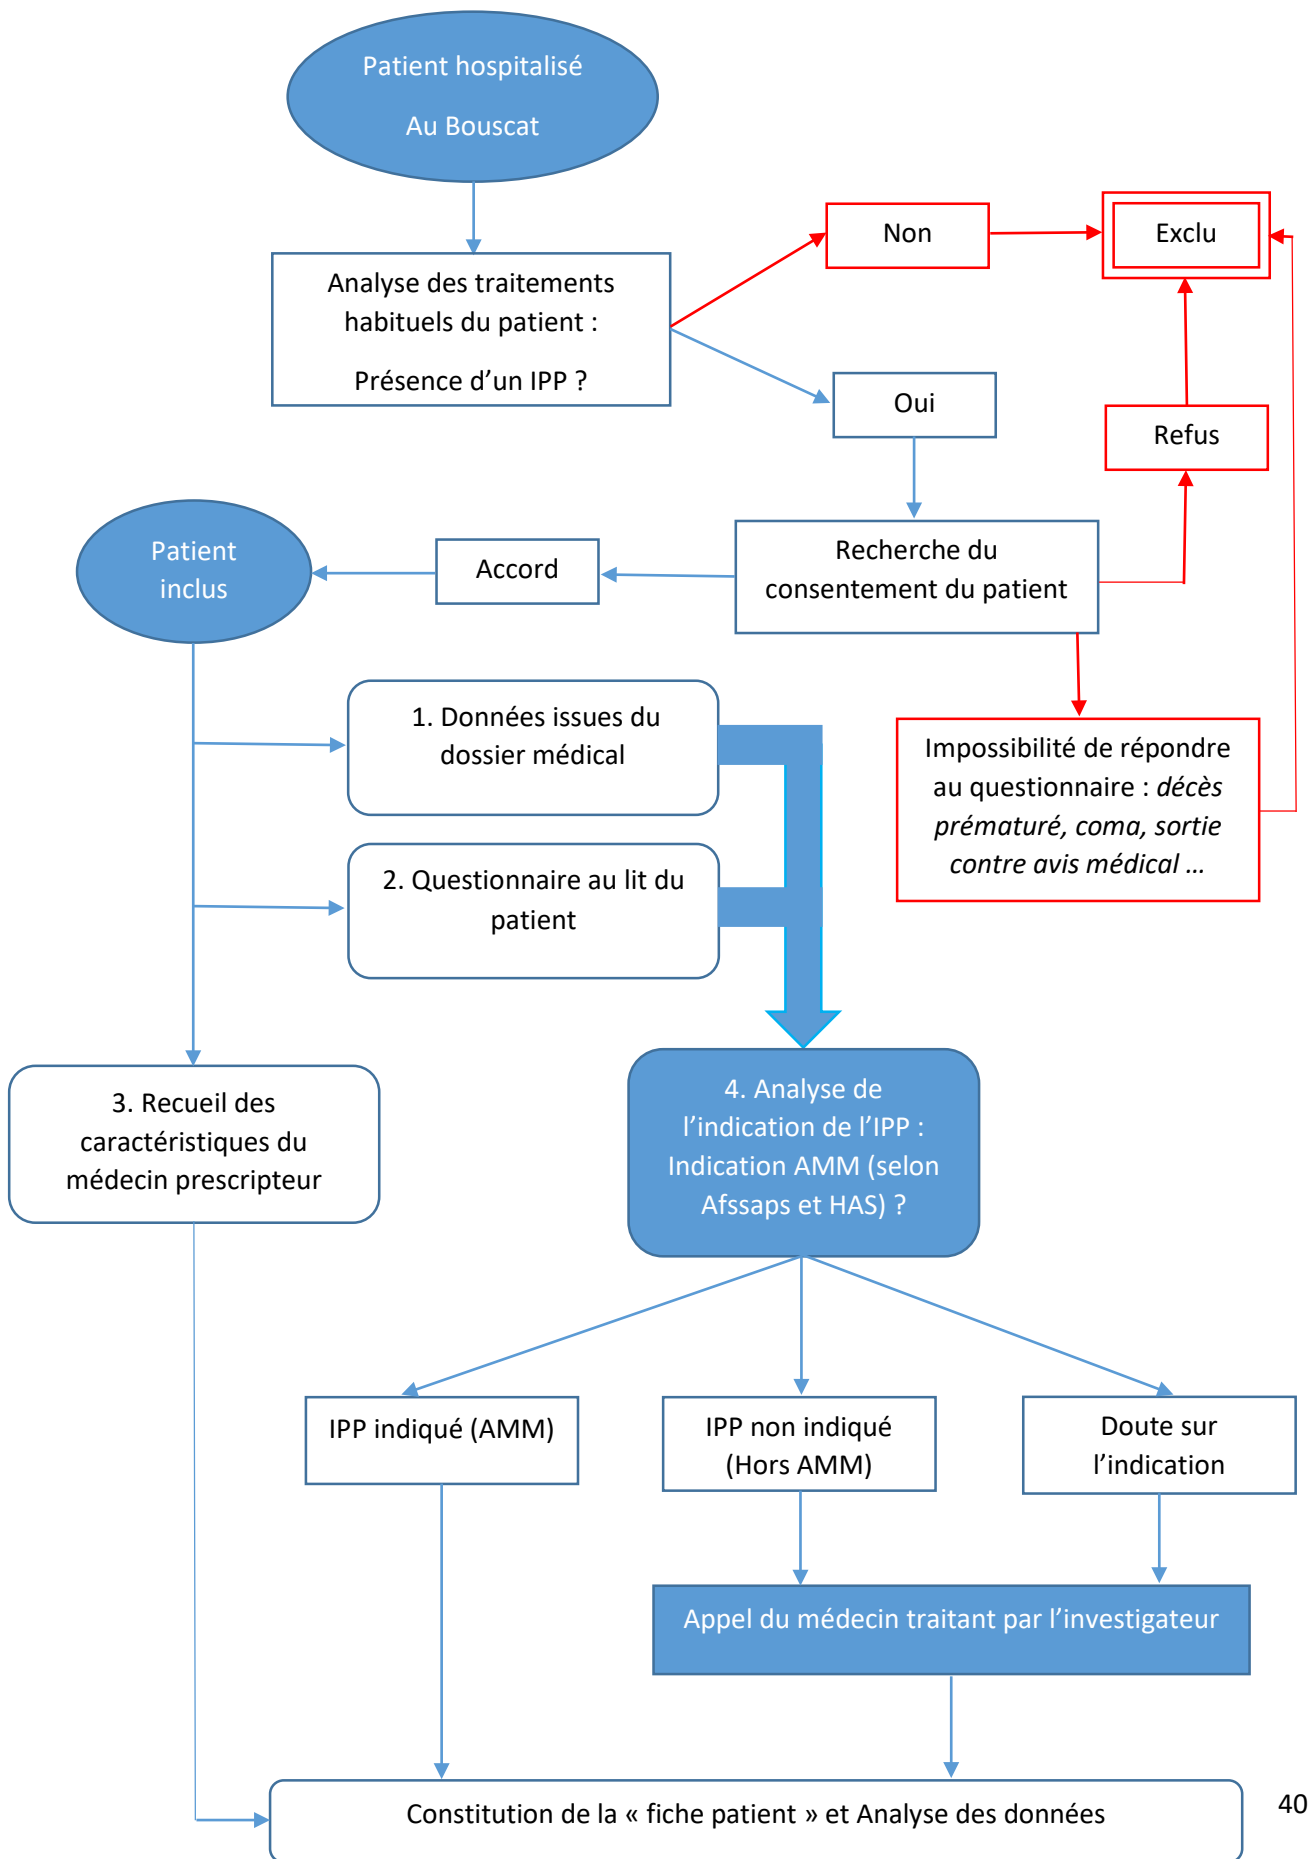 Patient hospitalisé
Au Bouscat
Non
Exclu
Analyse des traitements
habituels du patient :
Présence d’un IPP ?
Oui
Refus
Recherche du
consentement du patient
Accord
Patient
inclus
1. Données issues du
dossier médical
Impossibilité de répondre
au questionnaire : décès
prématuré, coma, sortie
contre avis médical …
2. Questionnaire au lit du
patient
3. Recueil des
caractéristiques du
médecin prescripteur
4. Analyse de
l’indication de l’IPP :
Indication AMM (selon
Afssaps et HAS) ?
IPP indiqué (AMM)
IPP non indiqué
(Hors AMM)
Doute sur
l’indication
Appel du médecin traitant par l’investigateur
Constitution de la « fiche patient » et Analyse des données
40